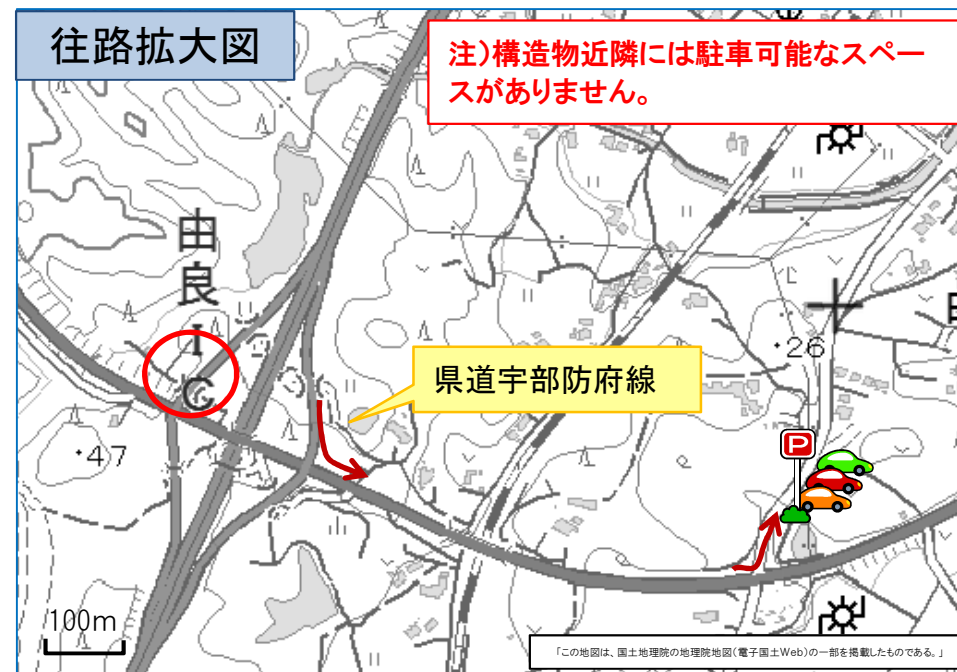 往路拡大図
注)構造物近隣には駐車可能なスペー
スがありません。
由良IC
県道宇部防府線
・26
・47
P
100m
「この地図は、国土地理院の地理院地図(電子国土Web)の一部を掲載したものである。」